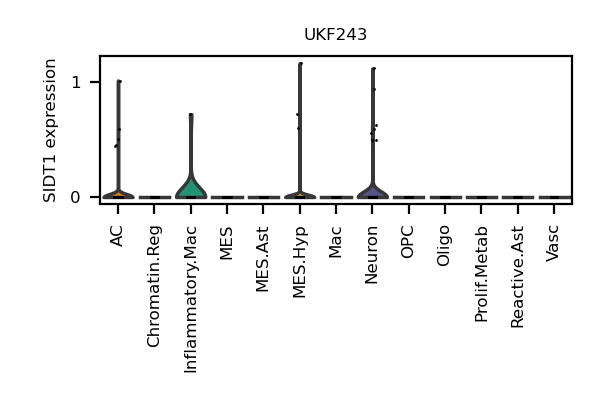 UKF243
SIDT1 expression
1
0
AC
Chromatin.Reg
Inflammatory.Mac
MES
MES.Ast
MES.Hyp
Mac
Neuron
OPC
Oligo
Prolif.Metab
Reactive.Ast
Vasc